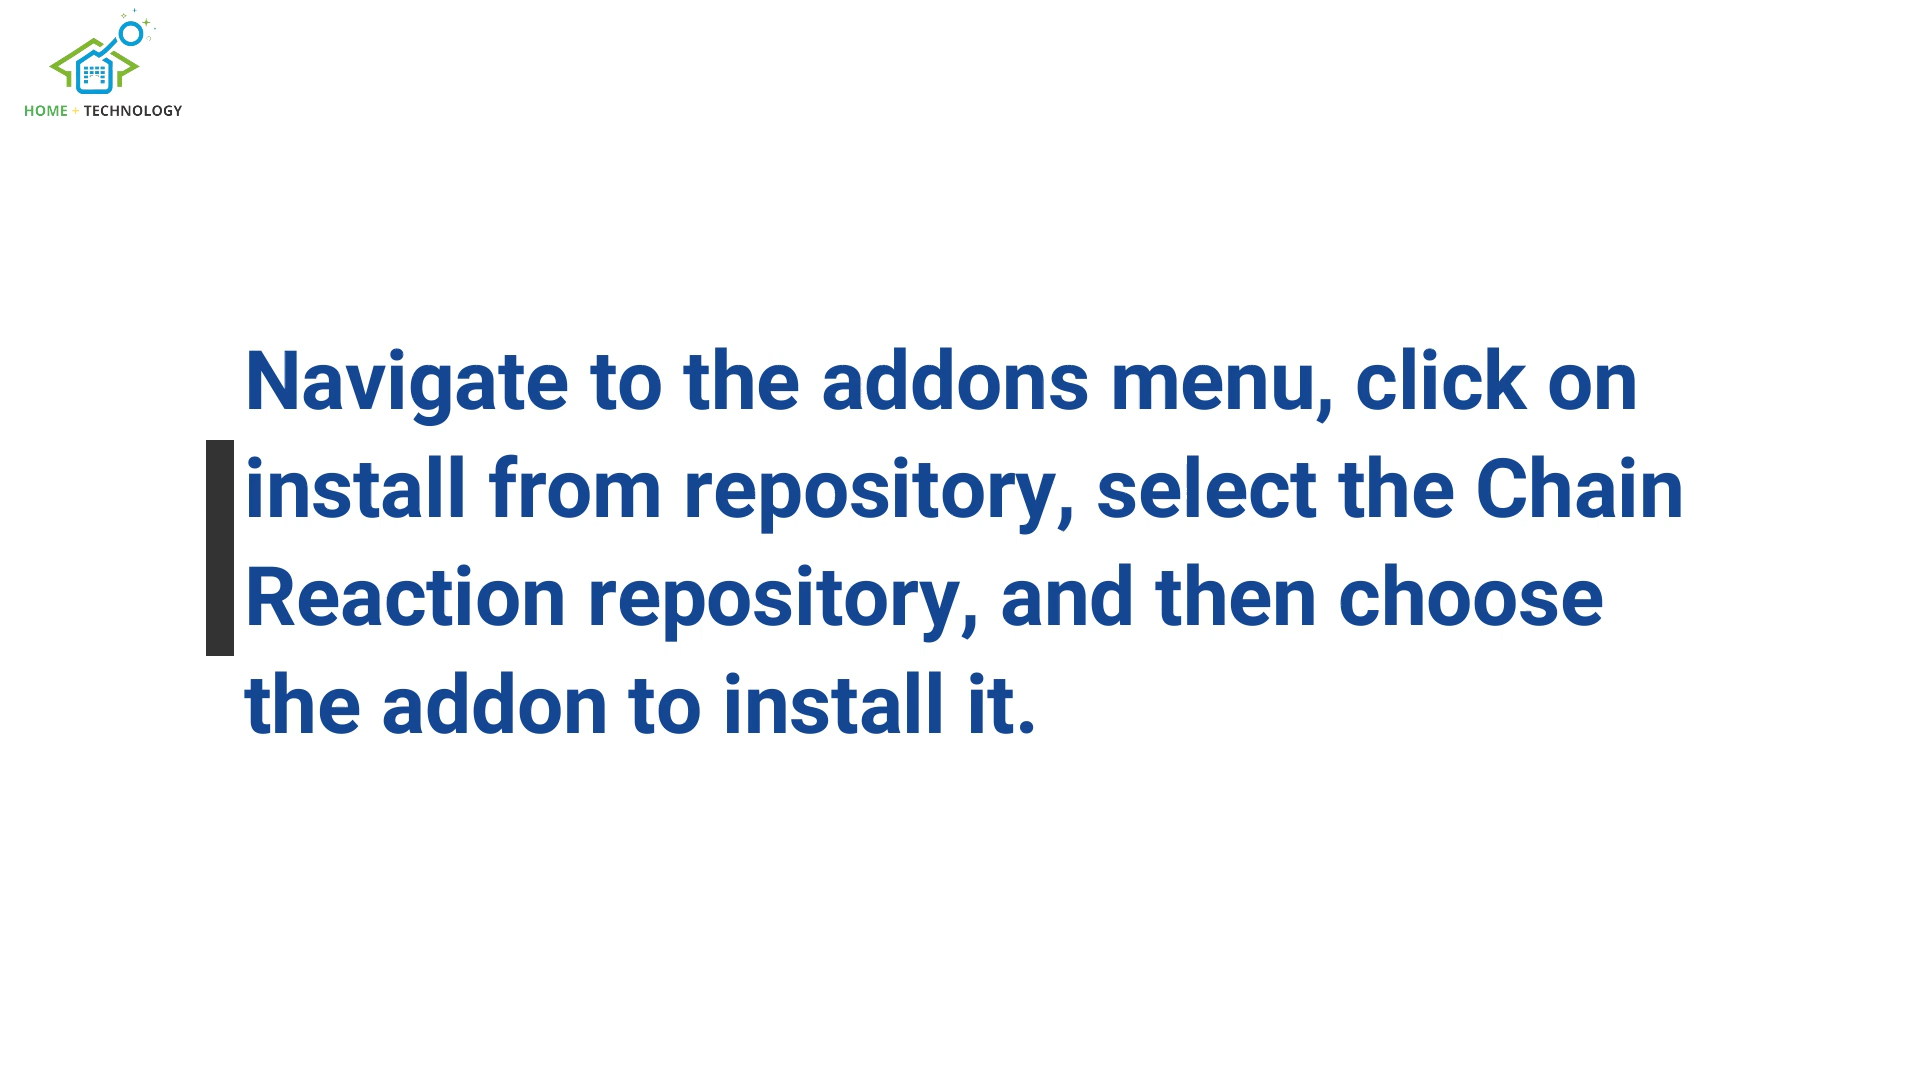 HOME + TECHNOLOGY
Navigate to the addons menu, click on
install from repository, select the Chain
Reaction repository, and then choose
the addon to install it.